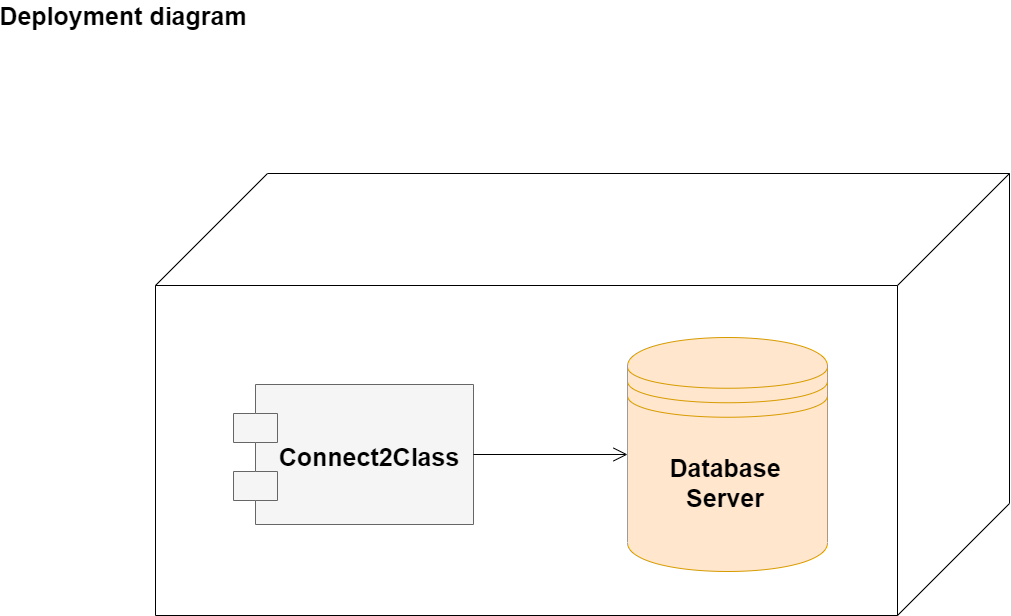 Deployment diagram
Connect2Class
Database
Server